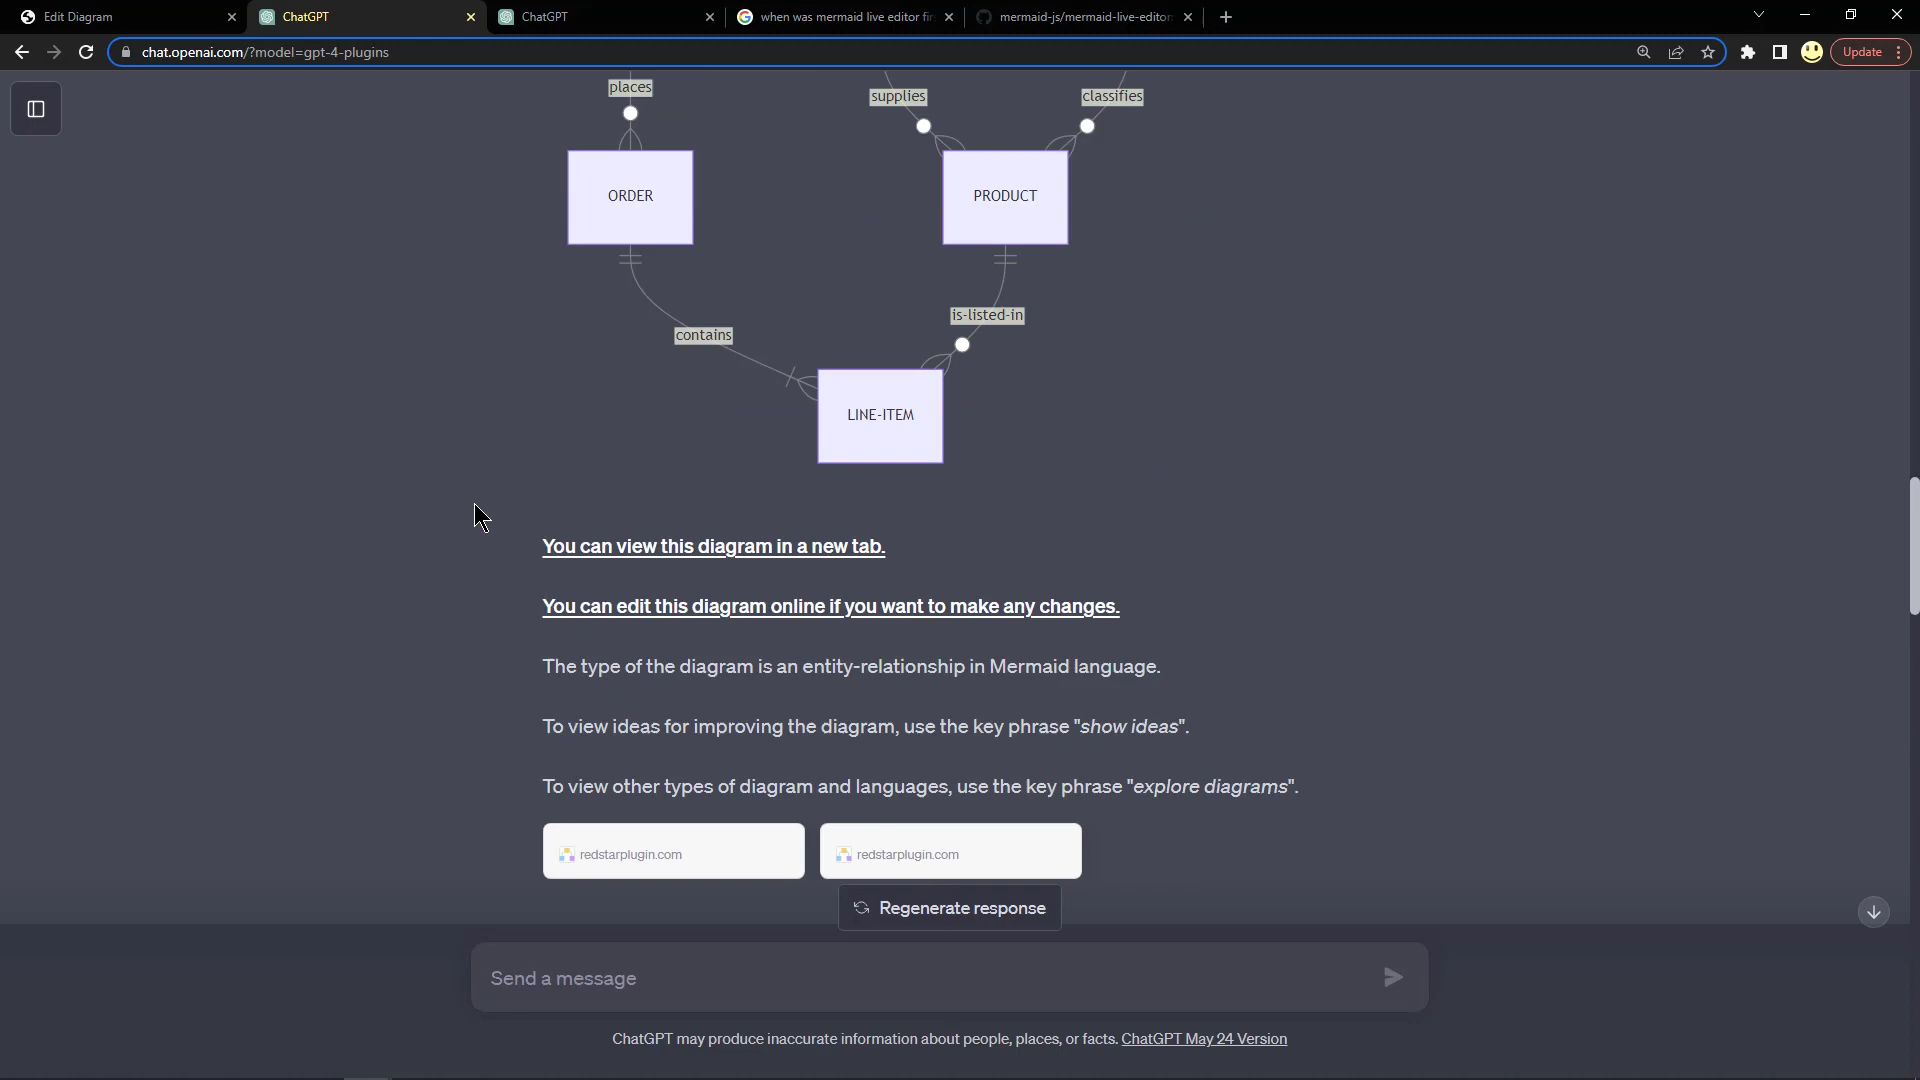 Edit Diagram
ChatGPT
ChatGPT
when was mermaid live editor fir
mermaid-js/mermaid-live-editor
chat.openai.com/?model=gpt-4-plugins
Update
places
supplies
classifies
ORDER
PRODUCT
is-listed-in
contains
LINE-ITEM
You can view this diagram in a new tab.
You can edit this diagram online if you want to make any changes.
The type of the diagram is an entity-relationship in Mermaid language.
To view ideas for improving the diagram, use the key phrase "show ideas".
To view other types of diagram and languages, use the key phrase "explore diagrams".
redstarplugin.com
redstarplugin.com
Regenerate response
Send a message
ChatGPT may produce inaccurate information about people, places, or facts. ChatGPT May 24 Version